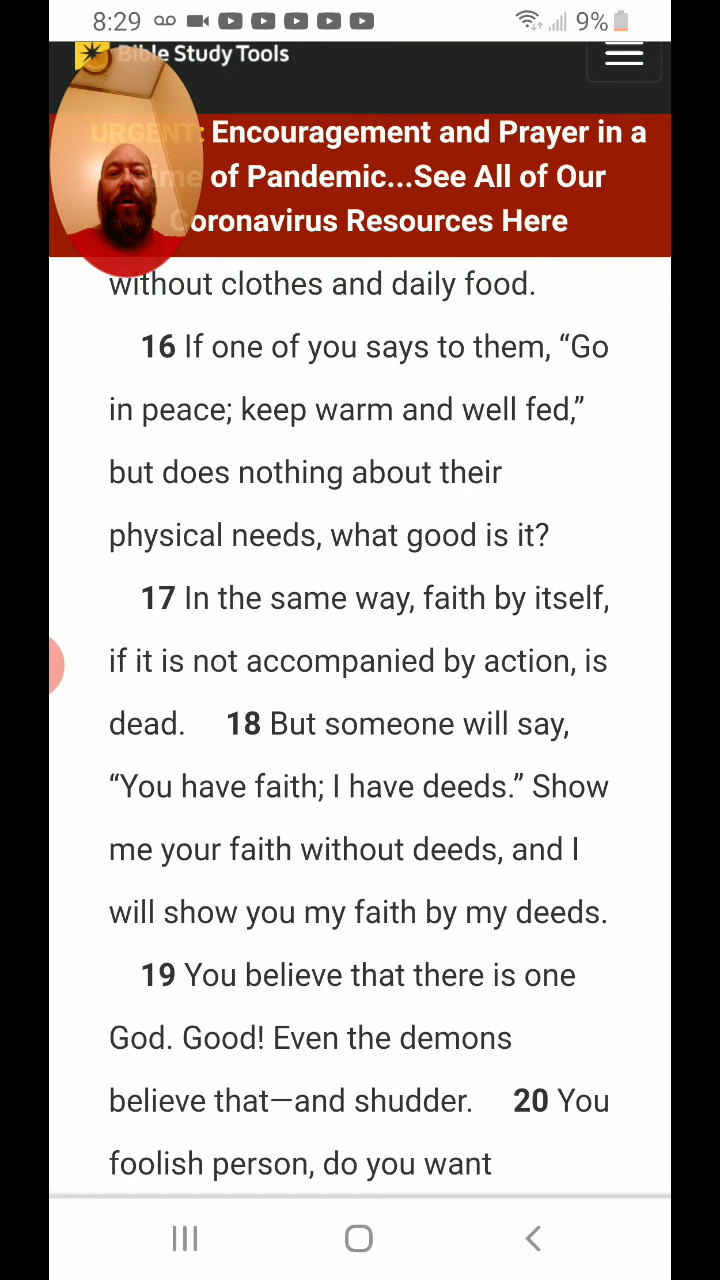 8:29 9%
Bible Study Tools
URGENT: Encouragement and Prayer in a
Time of Pandemic...See All of Our
Coronavirus Resources Here
without clothes and daily food.
16 If one of you says to them, “Go
in peace; keep warm and well fed,”
but does nothing about their
physical needs, what good is it?
17 In the same way, faith by itself,
if it is not accompanied by action, is
dead. 18 But someone will say,
“You have faith; I have deeds.” Show
me your faith without deeds, and I
will show you my faith by my deeds.
19 You believe that there is one
God. Good! Even the demons
believe that—and shudder. 20 You
foolish person, do you want